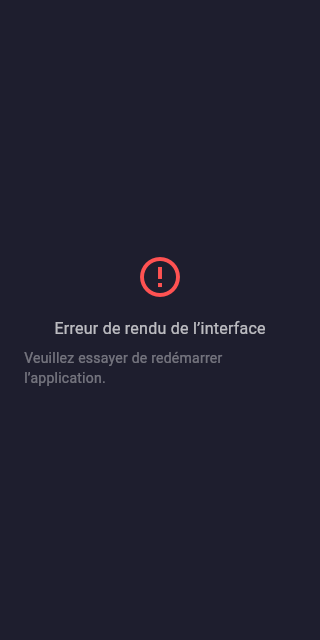 Erreur de rendu de l’interface
Veuillez essayer de redémarrer
l'application.